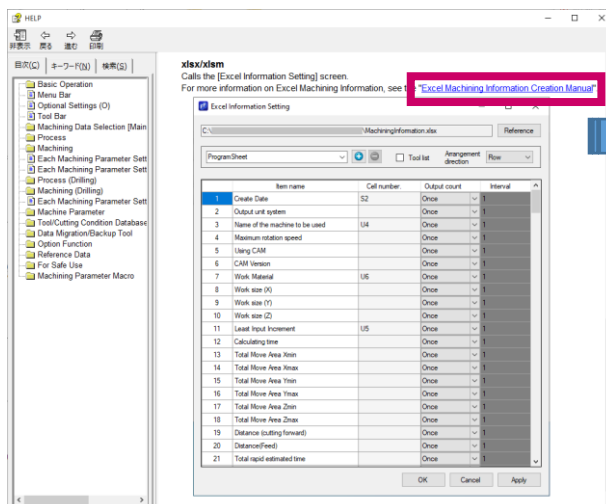 HELP
非表示 戻る 進む 印刷
目次(C) キーワード(N) 検索(S)
Basic Operation
Menu Bar
Optional Settings (O)
Tool Bar
Machining Data Selection [Main
Process
Machining
Each Machining Parameter Sett
Each Machining Parameter Sett
Process (Drilling)
Machining (Drilling)
Each Machining Parameter Sett
Machine Parameter
Tool/Cutting Condition Database
Data Migration/Backup Tool
Option Function
Reference Data
For Safe Use
Machining Parameter Macro
xlsx/xlsm
Calls the [Excel Information Setting] screen.
For more information on Excel Machining Information, see the "Excel Machining Information Creation Manual"
Excel Information Setting
C:\ \MachiningInformation.xlsx Reference
ProgramSheet Tool list Arrangement direction Row
Item name Cell number. Output count Interval
1 Create Date S2 Once 1
2 Output unit system Once 1
3 Name of the machine to be used U4 Once 1
4 Maximum rotation speed Once 1
5 Using CAM Once 1
6 CAM Version Once 1
7 Work Material U6 Once 1
8 Work size (X) Once 1
9 Work size (Y) Once 1
10 Work size (Z) Once 1
11 Least Input Increment U5 Once 1
12 Calculating time Once 1
13 Total Move Area Xmin Once 1
14 Total Move Area Xmax Once 1
15 Total Move Area Ymin Once 1
16 Total Move Area Ymax Once 1
17 Total Move Area Zmin Once 1
18 Total Move Area Zmax Once 1
19 Distance (cutting forward) Once 1
20 Distance(Feed) Once 1
21 Total rapid estimated time Once 1
OK Cancel Apply